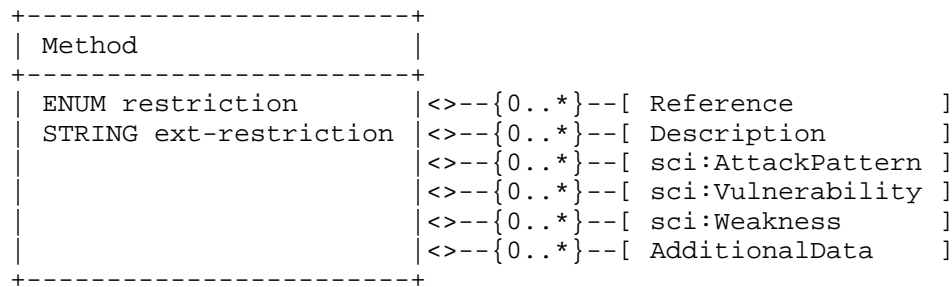 +------------------------+
| Method                 |
+------------------------+
| ENUM restriction       |<>--{0..*}--[ Reference          ]
| STRING ext-restriction |<>--{0..*}--[ Description        ]
|                        |<>--{0..*}--[ sci:AttackPattern ]
|                        |<>--{0..*}--[ sci:Vulnerability ]
|                        |<>--{0..*}--[ sci:Weakness       ]
|                        |<>--{0..*}--[ AdditionalData     ]
+------------------------+